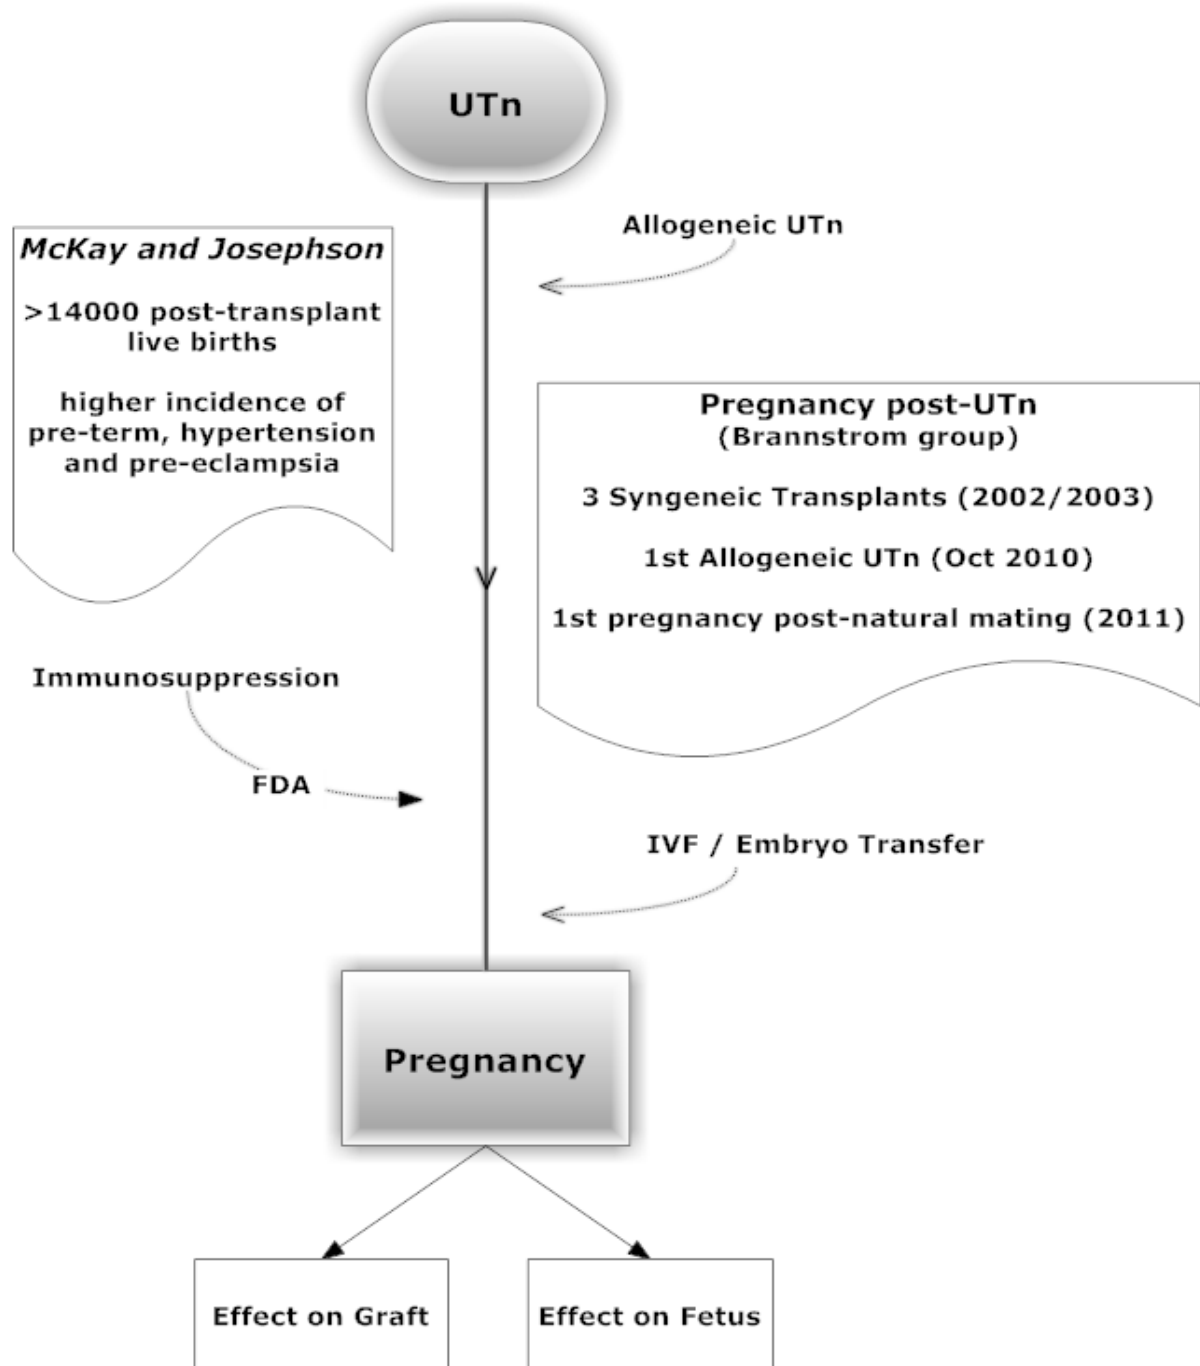 UTn
Allogeneic UTn
McKay and Josephson
>14000 post-transplant
live births
higher incidence of
pre-term, hypertension
and pre-eclampsia
Pregnancy post-UTn
(Brannstrom group)
3 Syngeneic Transplants (2002/2003)
1st Allogeneic UTn (Oct 2010)
1st pregnancy post-natural mating (2011)
Immunosuppression
FDA
IVF / Embryo Transfer
Pregnancy
Effect on Graft
Effect on Fetus